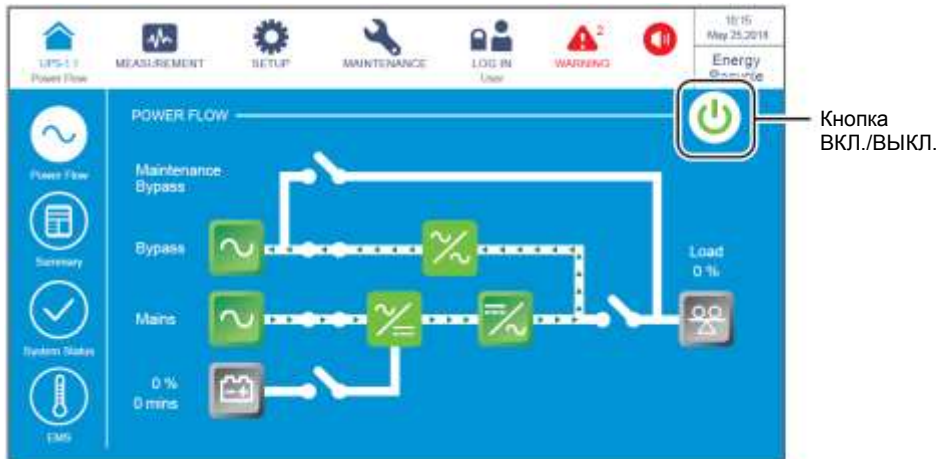 UPS-1.1
Power Flow
MEASUREMENT
SETUP
MAINTENANCE
LOG IN
User
2
WARNING
10:15
May 25,2018
Energy
Recycle
POWER FLOW
Кнопка
ВКЛ./ВЫКЛ.
Power Flow
Maintenance
Bypass
Summary
Bypass
Load
0 %
Mains
System Status
0 %
0 mins
EMS